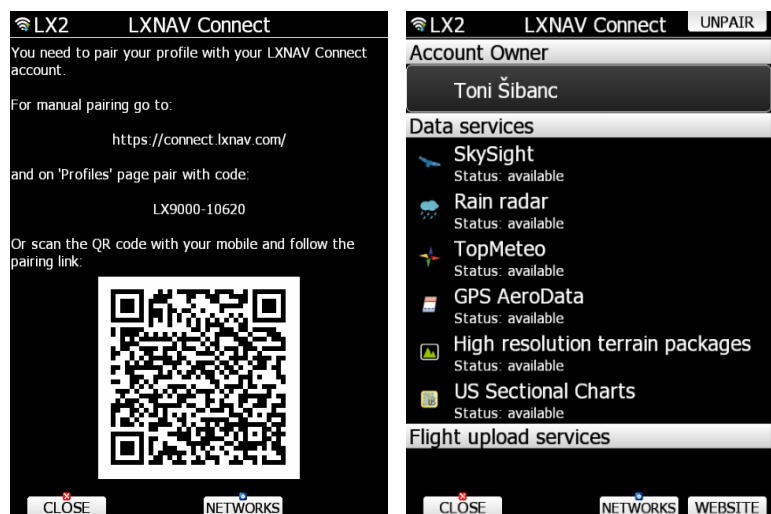 LX2 LXNAV Connect
You need to pair your profile with your LXNAV Connect
account.
For manual pairing go to:
https://connect.lxnav.com/
and on 'Profiles' page pair with code:
LX9000-10620
Or scan the QR code with your mobile and follow the
pairing link:
CLOSE NETWORKS
LX2 LXNAV Connect UNPAIR
Account Owner
Toni Šibanc
Data services
SkySight
Status: available
Rain radar
Status: available
TopMeteo
Status: available
GPS AeroData
Status: available
High resolution terrain packages
Status: available
US Sectional Charts
Status: available
Flight upload services
CLOSE NETWORKS WEBSITE